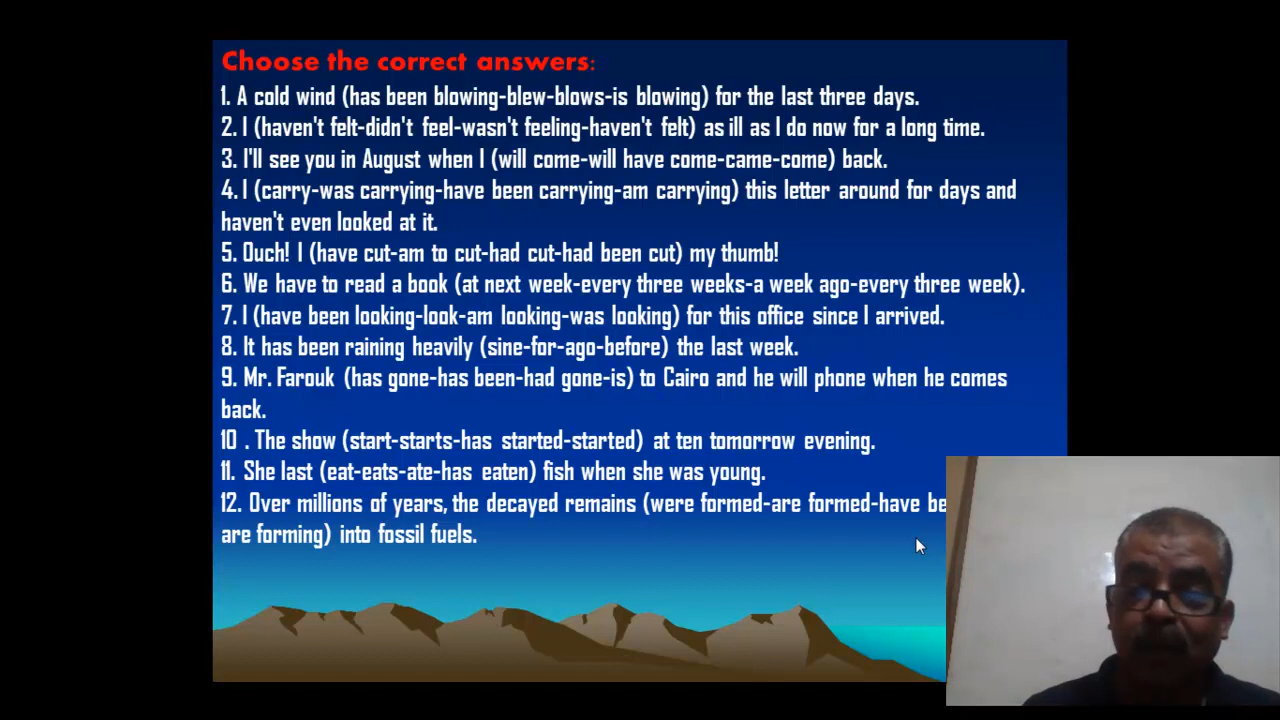 Choose the correct answers:
1. A cold wind (has been blowing-blew-blows-is blowing) for the last three days.
2. I (haven't felt-didn't feel-wasn't feeling-haven't felt) as ill as I do now for a long time.
3. I'll see you in August when I (will come-will have come-came-come) back.
4. I (carry-was carrying-have been carrying-am carrying) this letter around for days and
haven't even looked at it.
5. Ouch! I (have cut-am to cut-had cut-had been cut) my thumb!
6. We have to read a book (at next week-every three weeks-a week ago-every three week).
7. I (have been looking-look-am looking-was looking) for this office since I arrived.
8. It has been raining heavily (sine-for-ago-before) the last week.
9. Mr. Farouk (has gone-has been-had gone-is) to Cairo and he will phone when he comes
back.
10 . The show (start-starts-has started-started) at ten tomorrow evening.
11. She last (eat-eats-ate-has eaten) fish when she was young.
12. Over millions of years, the decayed remains (were formed-are formed-have
are forming) into fossil fuels.